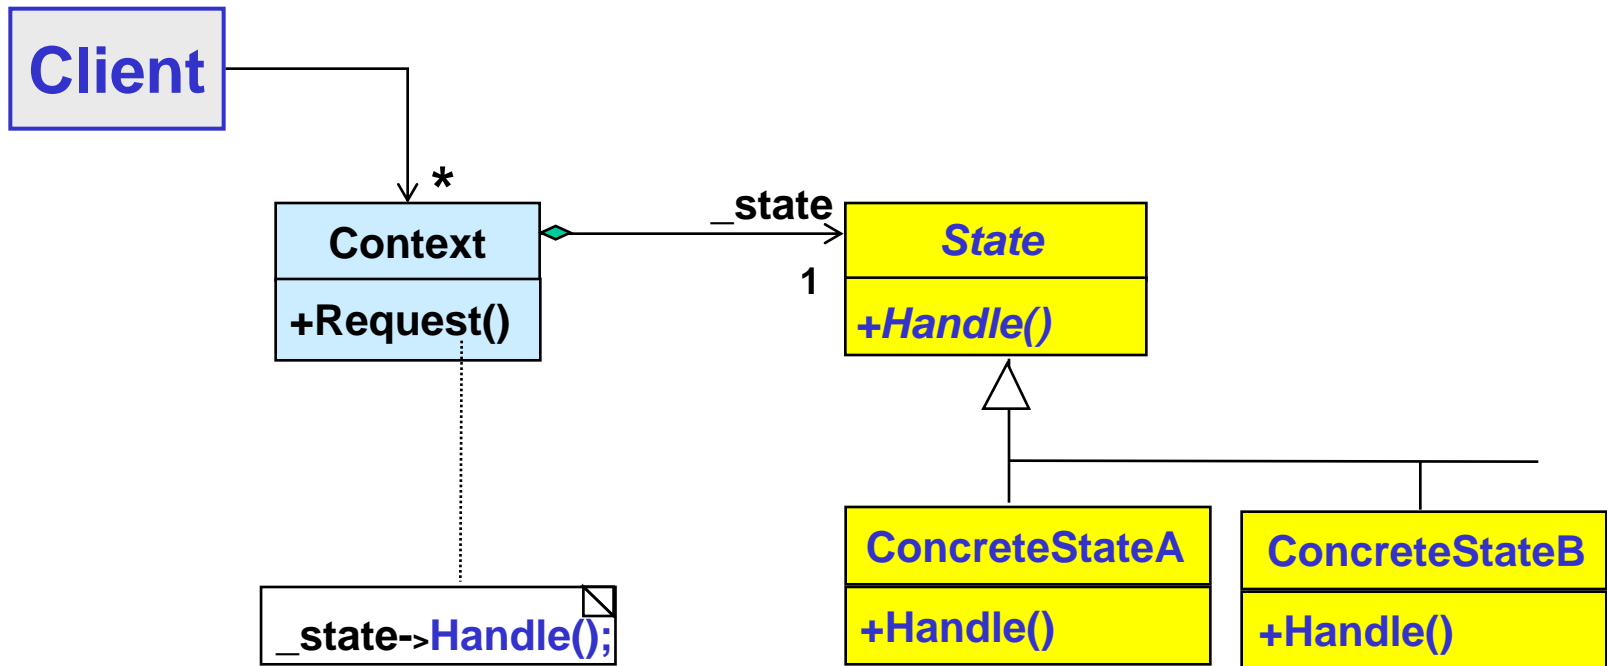 Client
*
_state
Context
State
1
+Request()
+Handle()
ConcreteStateA
ConcreteStateB
_state->Handle();
+Handle()
+Handle()